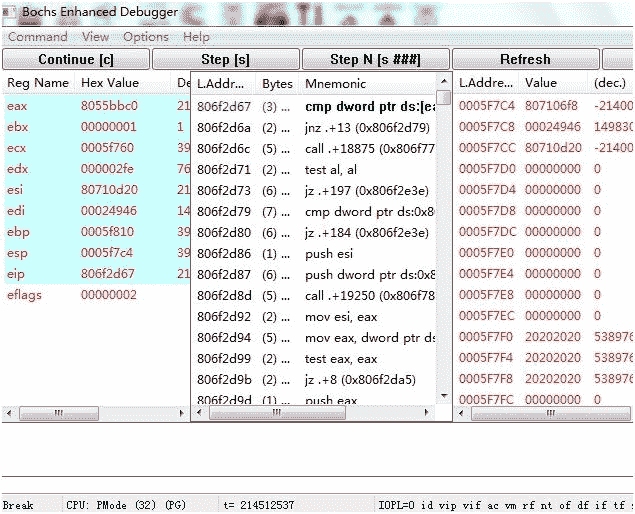 Bochs Enhanced Debugger
Command View Options Help
Continue [c] Step [s] Step N [s ###] Refresh
Reg Name Hex Value De
eax 8055bbc0 21
ebx 00000001 1
ecx 0005f760 39
edx 000002fe 76
esi 80710d20 21
edi 00024946 14
ebp 0005f810 39
esp 0005f7c4 39
eip 806f2d67 21
eflags 00000002
L.Addr... Bytes Mnemonic
806f2d67 (3) ... cmp dword ptr ds:[ea
806f2d6a (2) ... jnz .+13 (0x806f2d79)
806f2d6c (5) ... call .+18875 (0x806f77
806f2d71 (2) ... test al, al
806f2d73 (6) ... jz .+197 (0x806f2e3e)
806f2d79 (7) ... cmp dword ptr ds:0x8
806f2d80 (6) ... jz .+184 (0x806f2e3e)
806f2d86 (1) ... push esi
806f2d87 (6) ... push dword ptr ds:0x8
806f2d8d (5) ... call .+19250 (0x806f78
806f2d92 (2) ... mov esi, eax
806f2d94 (5) ... mov eax, dword ptr ds
806f2d99 (2) ... test eax, eax
806f2d9b (2) ... jz .+8 (0x806f2da5)
806f2d9d (1) ... push eax
L.Addre... Value (dec.)
0005F7C4 807106f8 -21400
0005F7C8 00024946 149830
0005F7CC 80710d20 -21400
0005F7D0 00000000 0
0005F7D4 00000000 0
0005F7D8 00000000 0
0005F7DC 00000000 0
0005F7E0 00000000 0
0005F7E4 00000000 0
0005F7E8 00000000 0
0005F7EC 00000000 0
0005F7F0 20202020 538976
0005F7F4 20202020 538976
0005F7F8 20202020 538976
0005F7FC 00000000 0
Break CPU: PMode (32) (PG) t= 214512537 IOPL=0 id vip vif ac vm rf nt of df if tf s